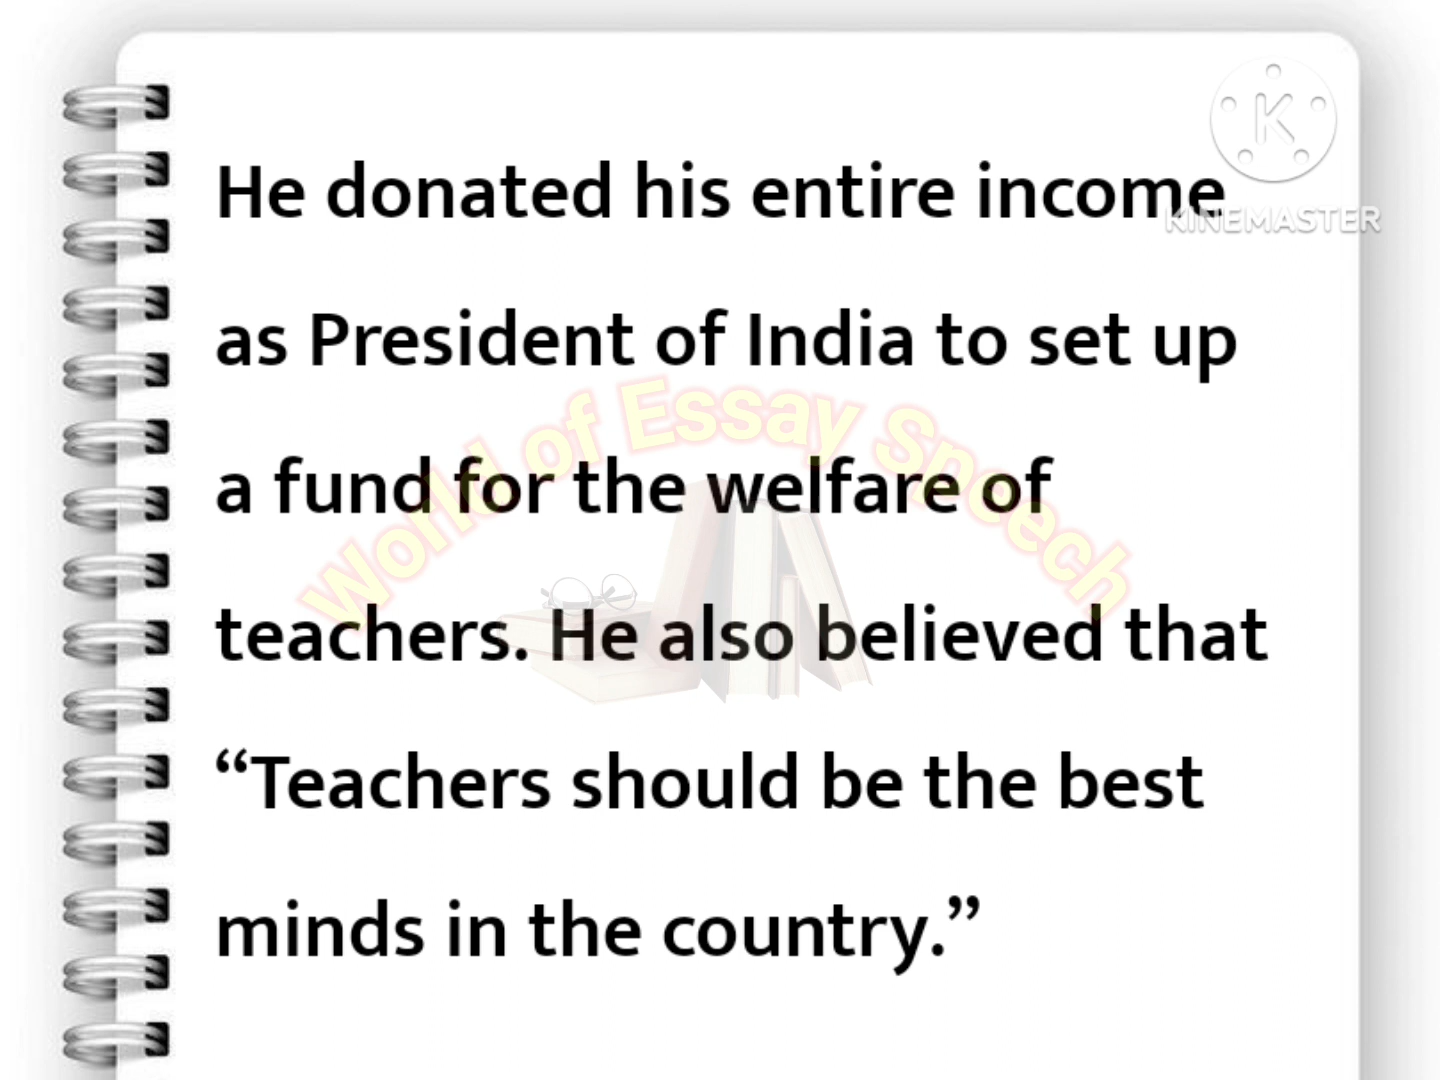 He donated his entire income
KINEMASTER
as President of India to set up
World of Essay Speech
a fund for the welfare of
teachers. He also believed that
“Teachers should be the best
minds in the country.”